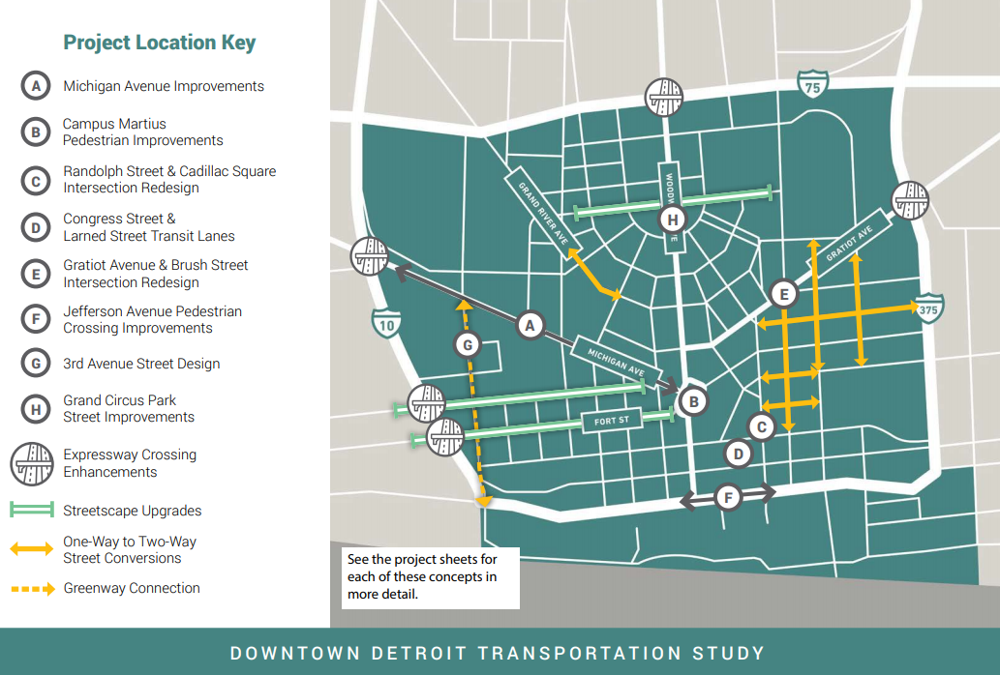 Project Location Key
A
Michigan Avenue Improvements
B
Campus Martius
Pedestrian Improvements
C
Randolph Street & Cadillac Square
Intersection Redesign
D
Congress Street &
Larned Street Transit Lanes
E
Gratiot Avenue & Brush Street
Intersection Redesign
F
Jefferson Avenue Pedestrian
Crossing Improvements
G
3rd Avenue Street Design
H
Grand Circus Park
Street Improvements
Expressway Crossing
Enhancements
Streetscape Upgrades
One-Way to Two-Way
Street Conversions
Greenway Connection
75
GRAND RIVER AVE
H
GRATIOT AVE
E
375
10
A
G
MICHIGAN AVE
B
FORT ST
C
D
F
See the project sheets for
each of these concepts in
more detail.
DOWNTOWN DETROIT TRANSPORTATION STUDY